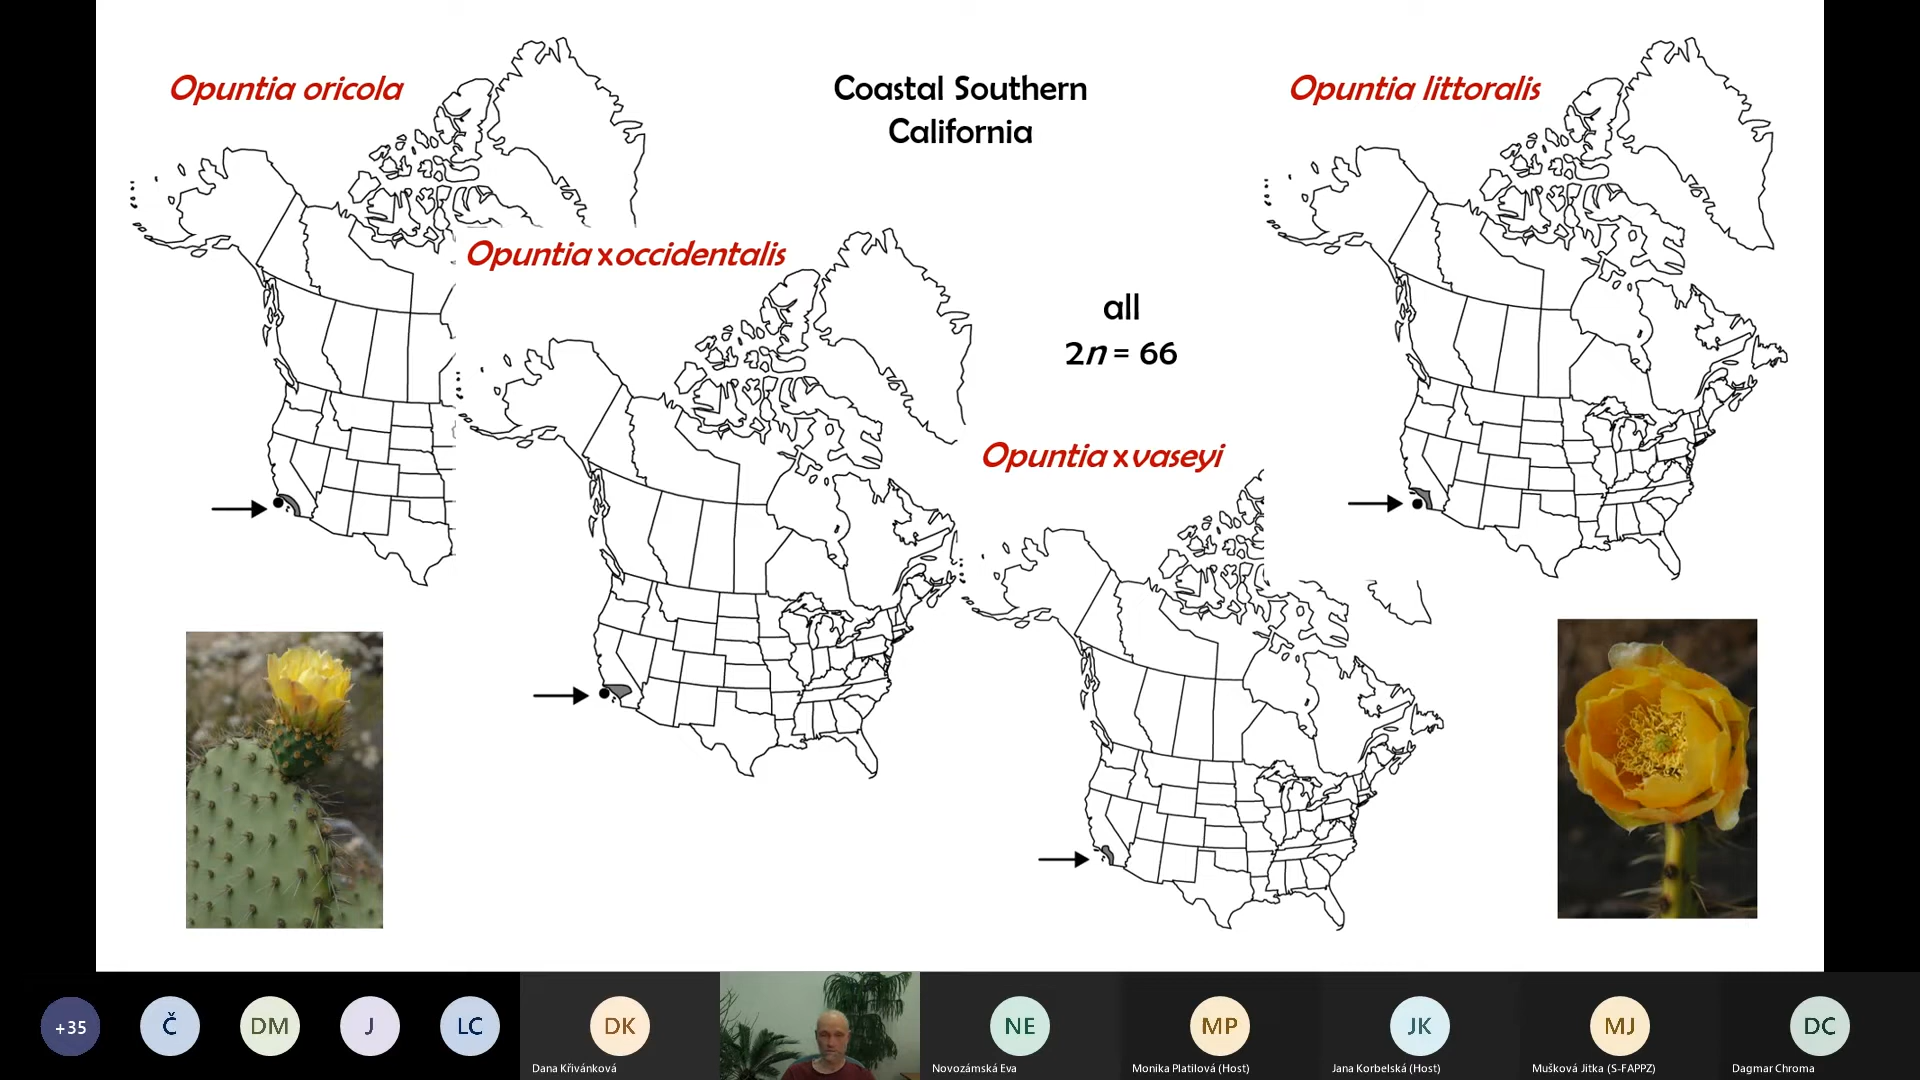 Opuntia oricola
Coastal Southern
California
Opuntia littoralis
Opuntia x occidentalis
all
2n = 66
Opuntia x vaseyi
+35
Č
DM
J
LC
DK
NE
MP
JK
MJ
DC
Dana Křivánková
Novozámská Eva
Monika Platilová (Host)
Jana Korbelská (Host)
Mušková Jitka (S-FAPPZ)
Dagmar Chroma